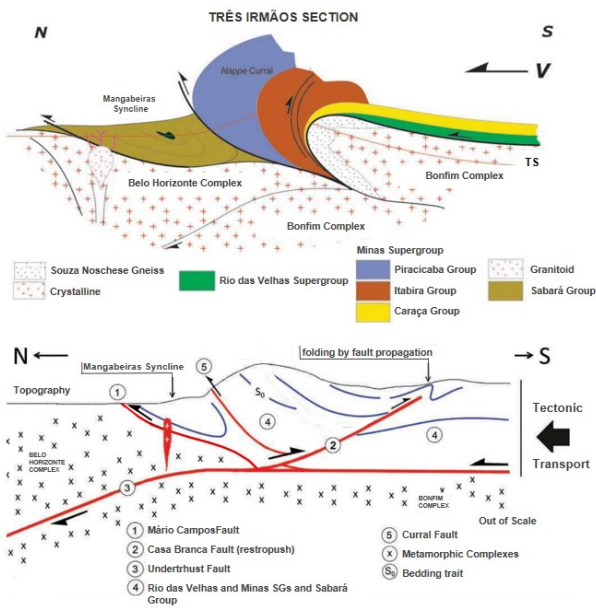 TRÊS IRMÃOS SECTION
N
S
Nappe Curral
V
Mangabeiras
Syncline
TS
Belo Horizonte Complex
Bonfim Complex
Bonfim Complex
Minas Supergroup
Souza Noschese Gneiss
Crystalline
Rio das Velhas Supergroup
Piracicaba Group
Itabira Group
Caraça Group
Granitoid
Sabará Group
N
S
Mangabeiras Syncline
folding by fault propagation
Topography
1
5
S₀
4
2
4
3
Tectonic
Transport
BELO
HORIZONTE
COMPLEX
BONFIM
COMPLEX
Out of Scale
1 Mário CamposFault
2 Casa Branca Fault (restropush)
3 Undertrhust Fault
4 Rio das Velhas and Minas SGs and Sabará
Group
5 Curral Fault
x x Metamorphic Complexes
S₀ Bedding trait